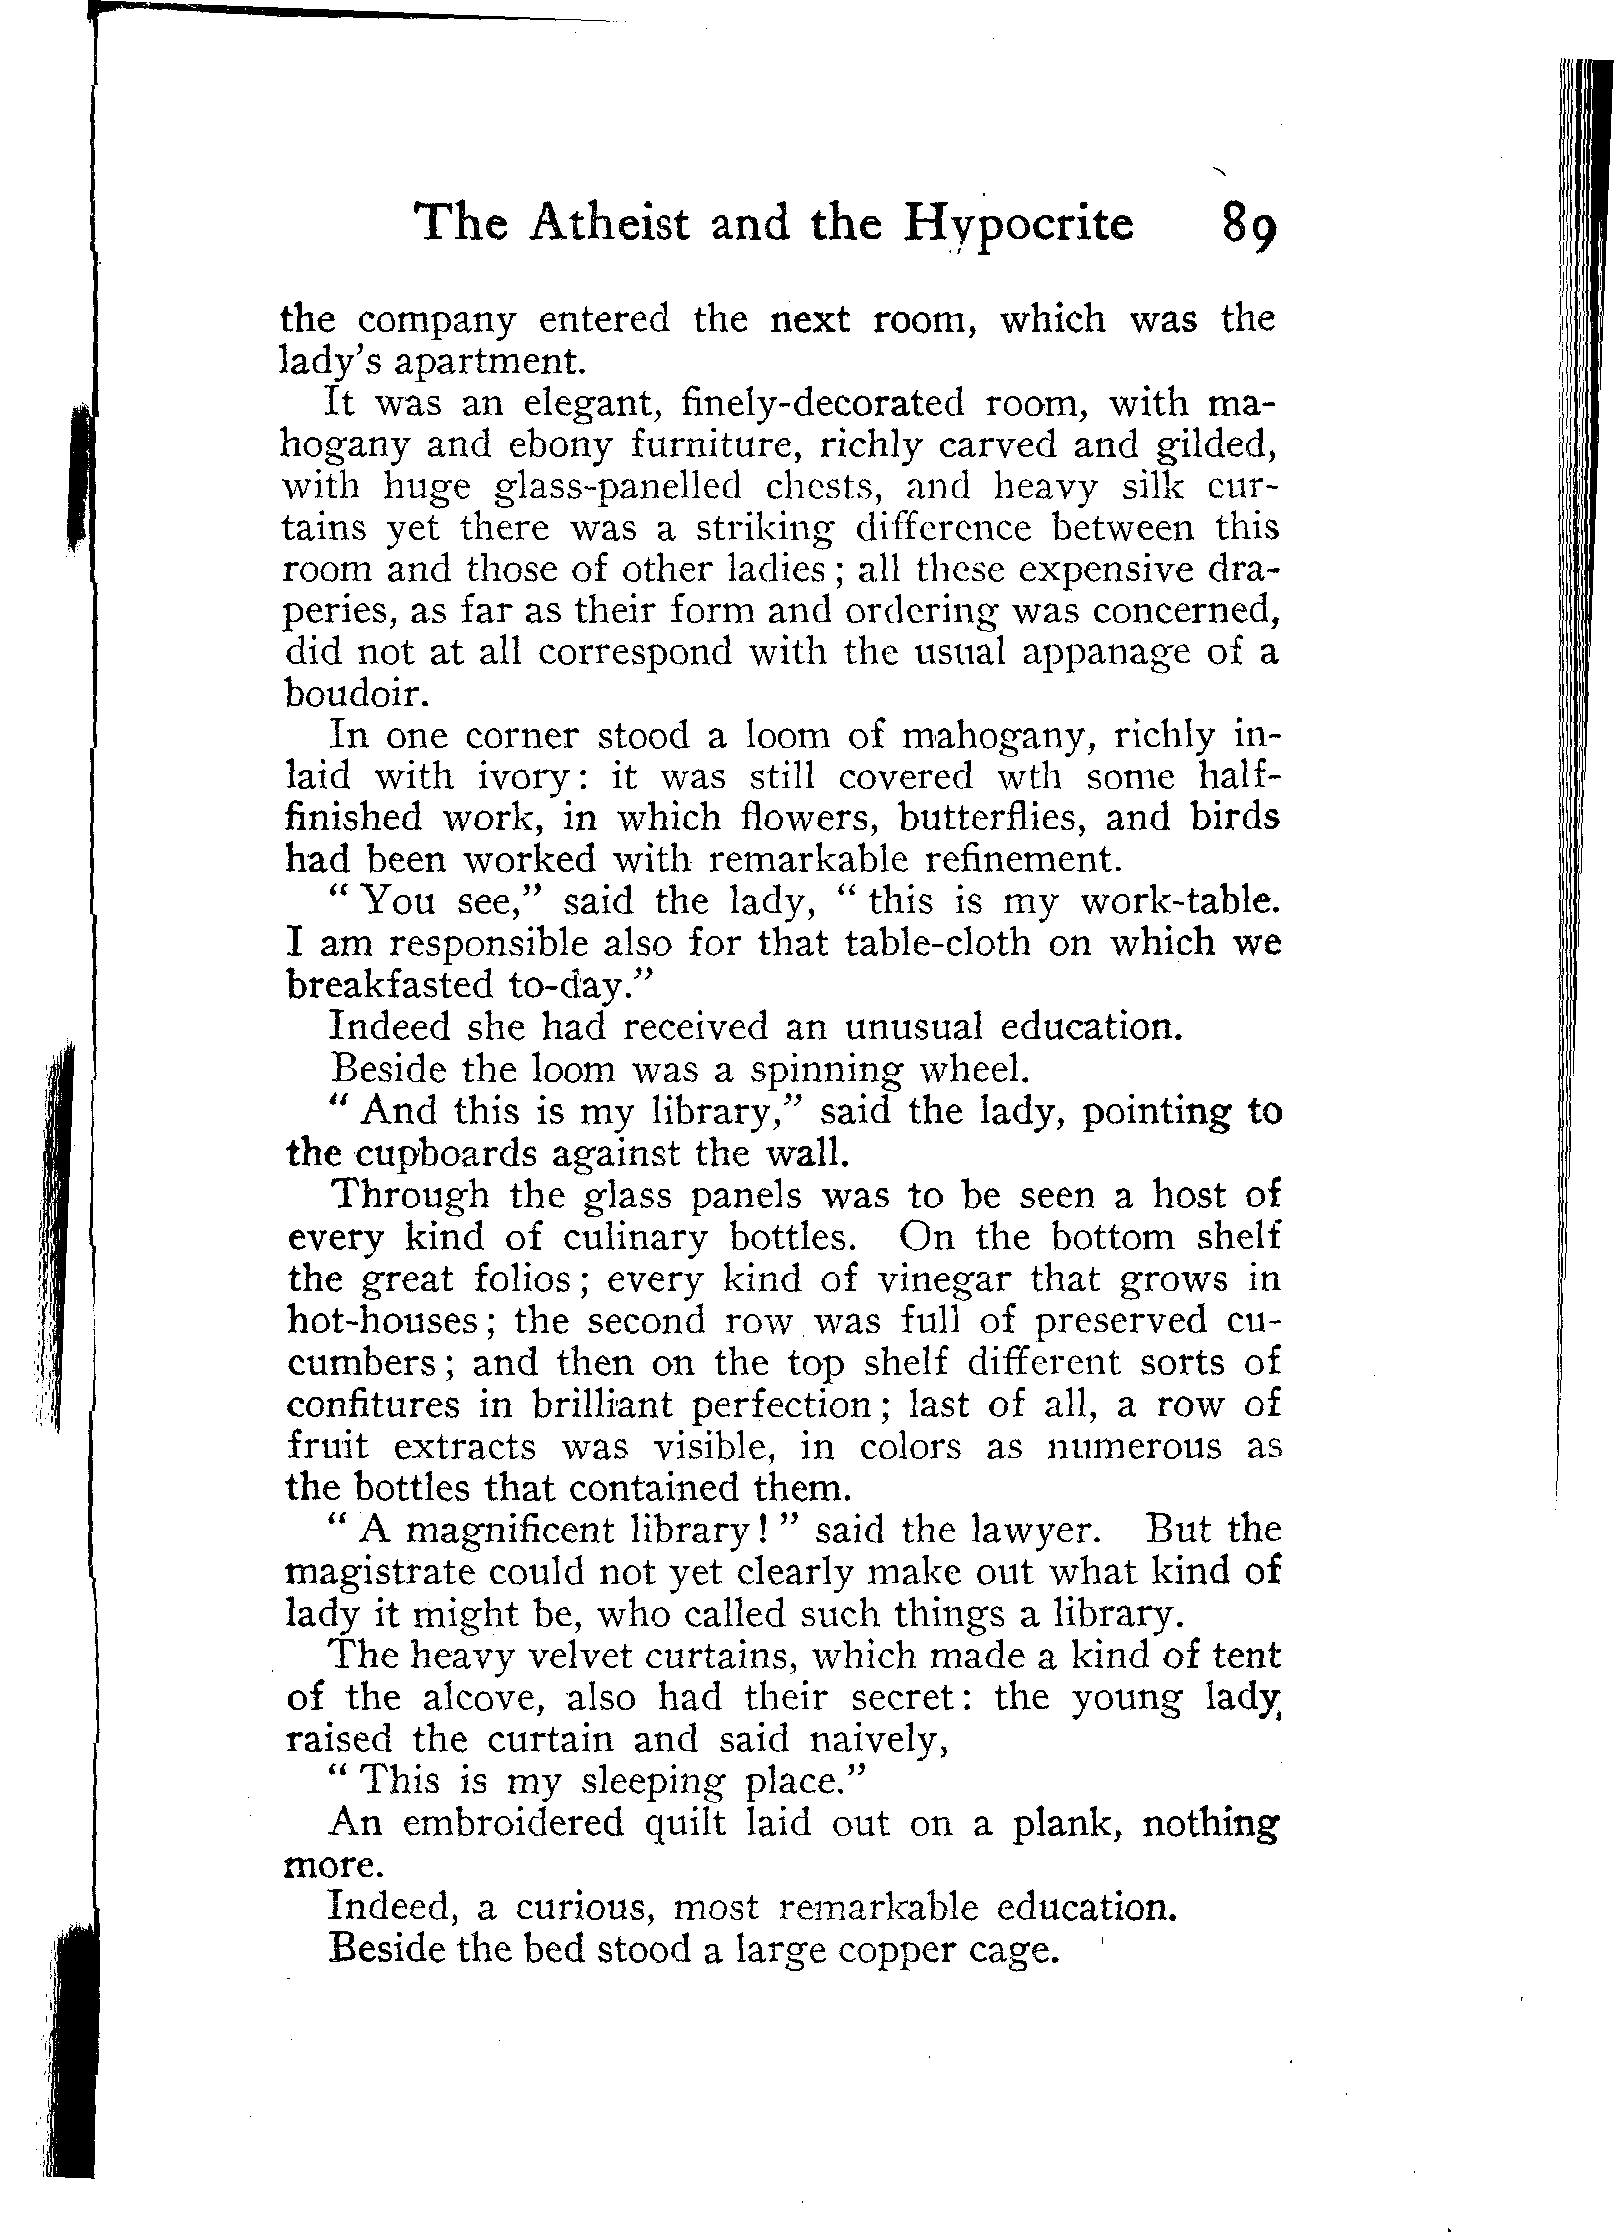 The Atheist and the Hypocrite 89
the company entered the next room, which was the
lady's apartment.
It was an elegant, finely-decorated room, with ma-
hogany and ebony furniture, richly carved and gilded,
with huge glass-panelled chests, and heavy silk cur-
tains yet there was a striking difference between this
room and those of other ladies; all these expensive dra-
peries, as far as their form and ordering was concerned,
did not at all correspond with the usual appanage of a
boudoir.
In one corner stood a loom of mahogany, richly in-
laid with ivory: it was still covered wth some half-
finished work, in which flowers, butterflies, and birds
had been worked with remarkable refinement.
"You see," said the lady, "this is my work-table.
I am responsible also for that table-cloth on which we
breakfasted to-day."
Indeed she had received an unusual education.
Beside the loom was a spinning wheel.
"And this is my library," said the lady, pointing to
the cupboards against the wall.
Through the glass panels was to be seen a host of
every kind of culinary bottles. On the bottom shelf
the great folios; every kind of vinegar that grows in
hot-houses; the second row was full of preserved cu-
cumbers; and then on the top shelf different sorts of
confitures in brilliant perfection; last of all, a row of
fruit extracts was visible, in colors as numerous as
the bottles that contained them.
"A magnificent library!" said the lawyer. But the
magistrate could not yet clearly make out what kind of
lady it might be, who called such things a library.
The heavy velvet curtains, which made a kind of tent
of the alcove, also had their secret: the young lady,
raised the curtain and said naively,
"This is my sleeping place."
An embroidered quilt laid out on a plank, nothing
more.
Indeed, a curious, most remarkable education.
Beside the bed stood a large copper cage.